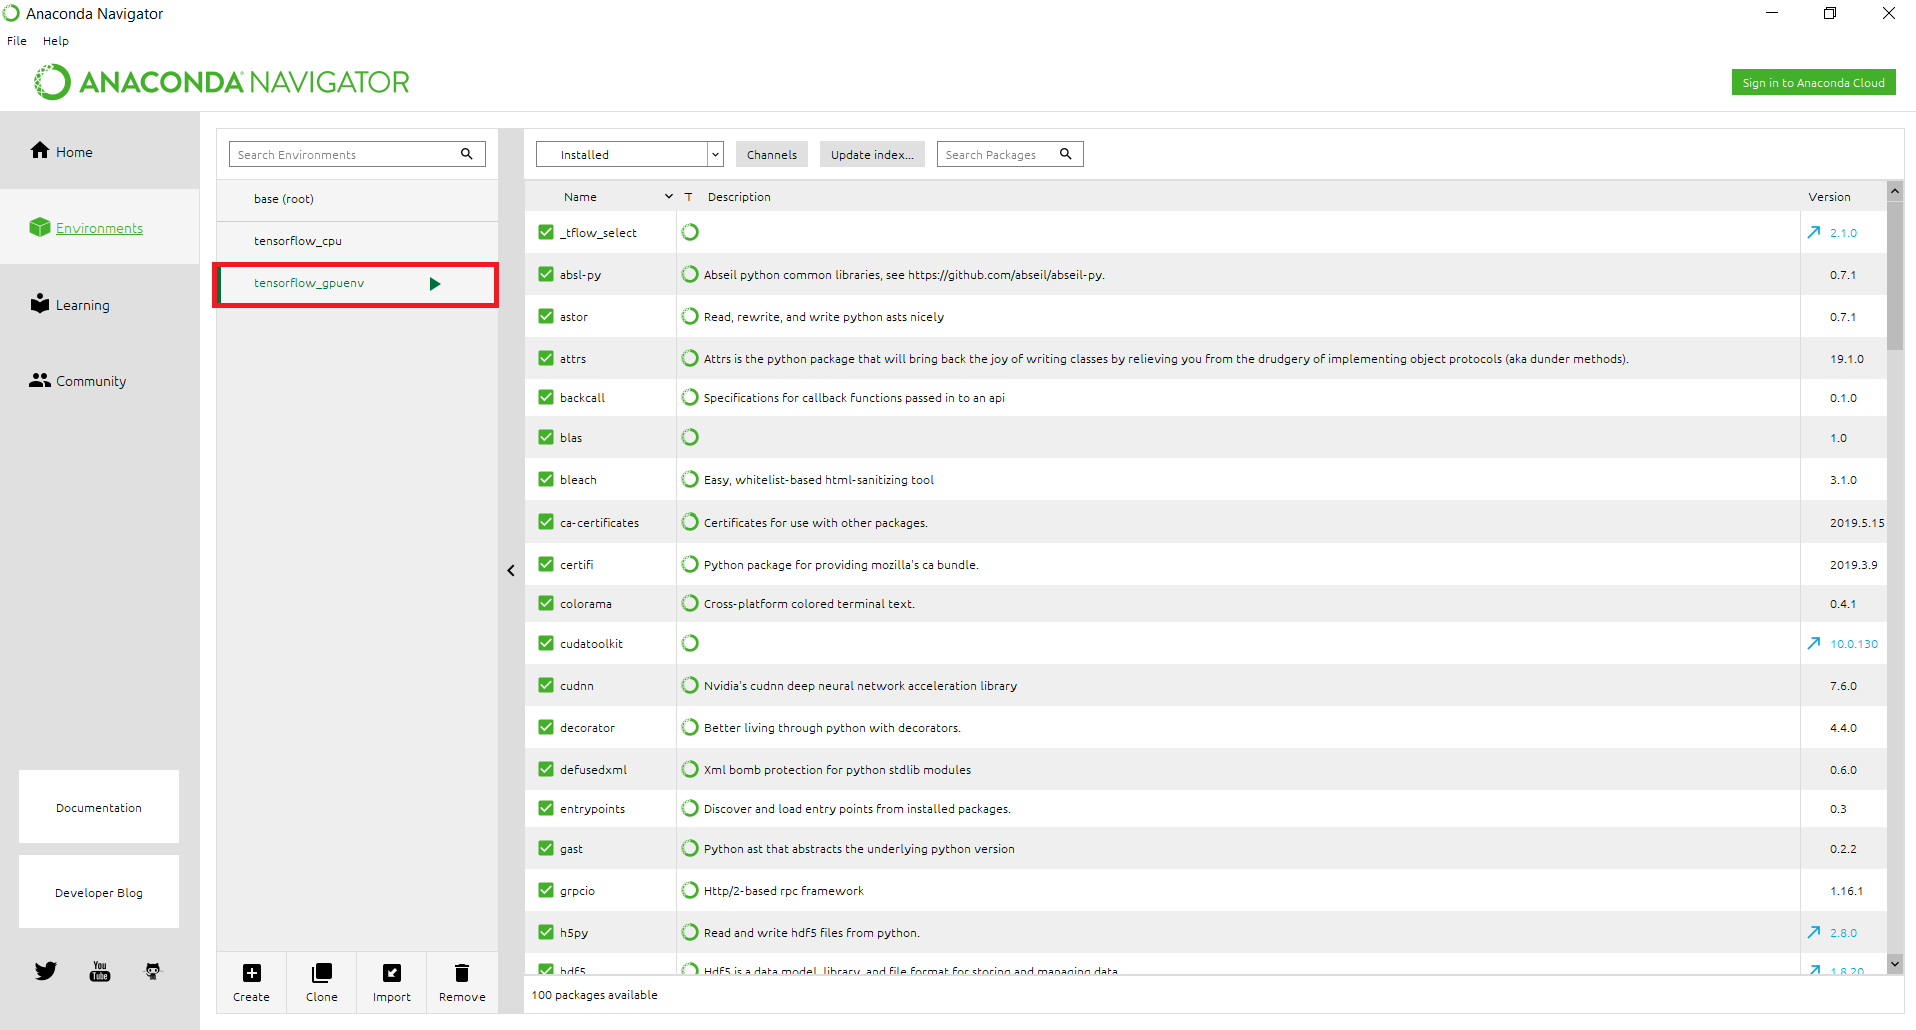 Anaconda Navigator
File Help
ANACONDA NAVIGATOR
Sign in to Anaconda Cloud
Home
Environments
Learning
Community
Documentation
Developer Blog
You Tube
Search Environments
base (root)
tensorflow_cpu
tensorflow_gpuenv
Create Clone Import Remove
Installed Channels Update index... Search Packages
Name T Description Version
_tflow_select 2.1.0
absl-py Abseil python common libraries, see https://github.com/abseil/abseil-py. 0.7.1
astor Read, rewrite, and write python asts nicely 0.7.1
attrs Attrs is the python package that will bring back the joy of writing classes by relieving you from the drudgery of implementing object protocols (aka dunder methods). 19.1.0
backcall Specifications for callback functions passed in to an api 0.1.0
blas 1.0
bleach Easy, whitelist-based html-sanitizing tool 3.1.0
ca-certificates Certificates for use with other packages. 2019.5.15
certifi Python package for providing mozilla's ca bundle. 2019.3.9
colorama Cross-platform colored terminal text. 0.4.1
cudatoolkit 10.0.130
cudnn Nvidia's cudnn deep neural network acceleration library 7.6.0
decorator Better living through python with decorators. 4.4.0
defusedxml Xml bomb protection for python stdlib modules 0.6.0
entrypoints Discover and load entry points from installed packages. 0.3
gast Python ast that abstracts the underlying python version 0.2.2
grpcio Http/2-based rpc framework 1.16.1
h5py Read and write hdf5 files from python. 2.8.0
hdf5 Hdf5 is a data model, library, and file format for storing and managing data 1.8.20
100 packages available